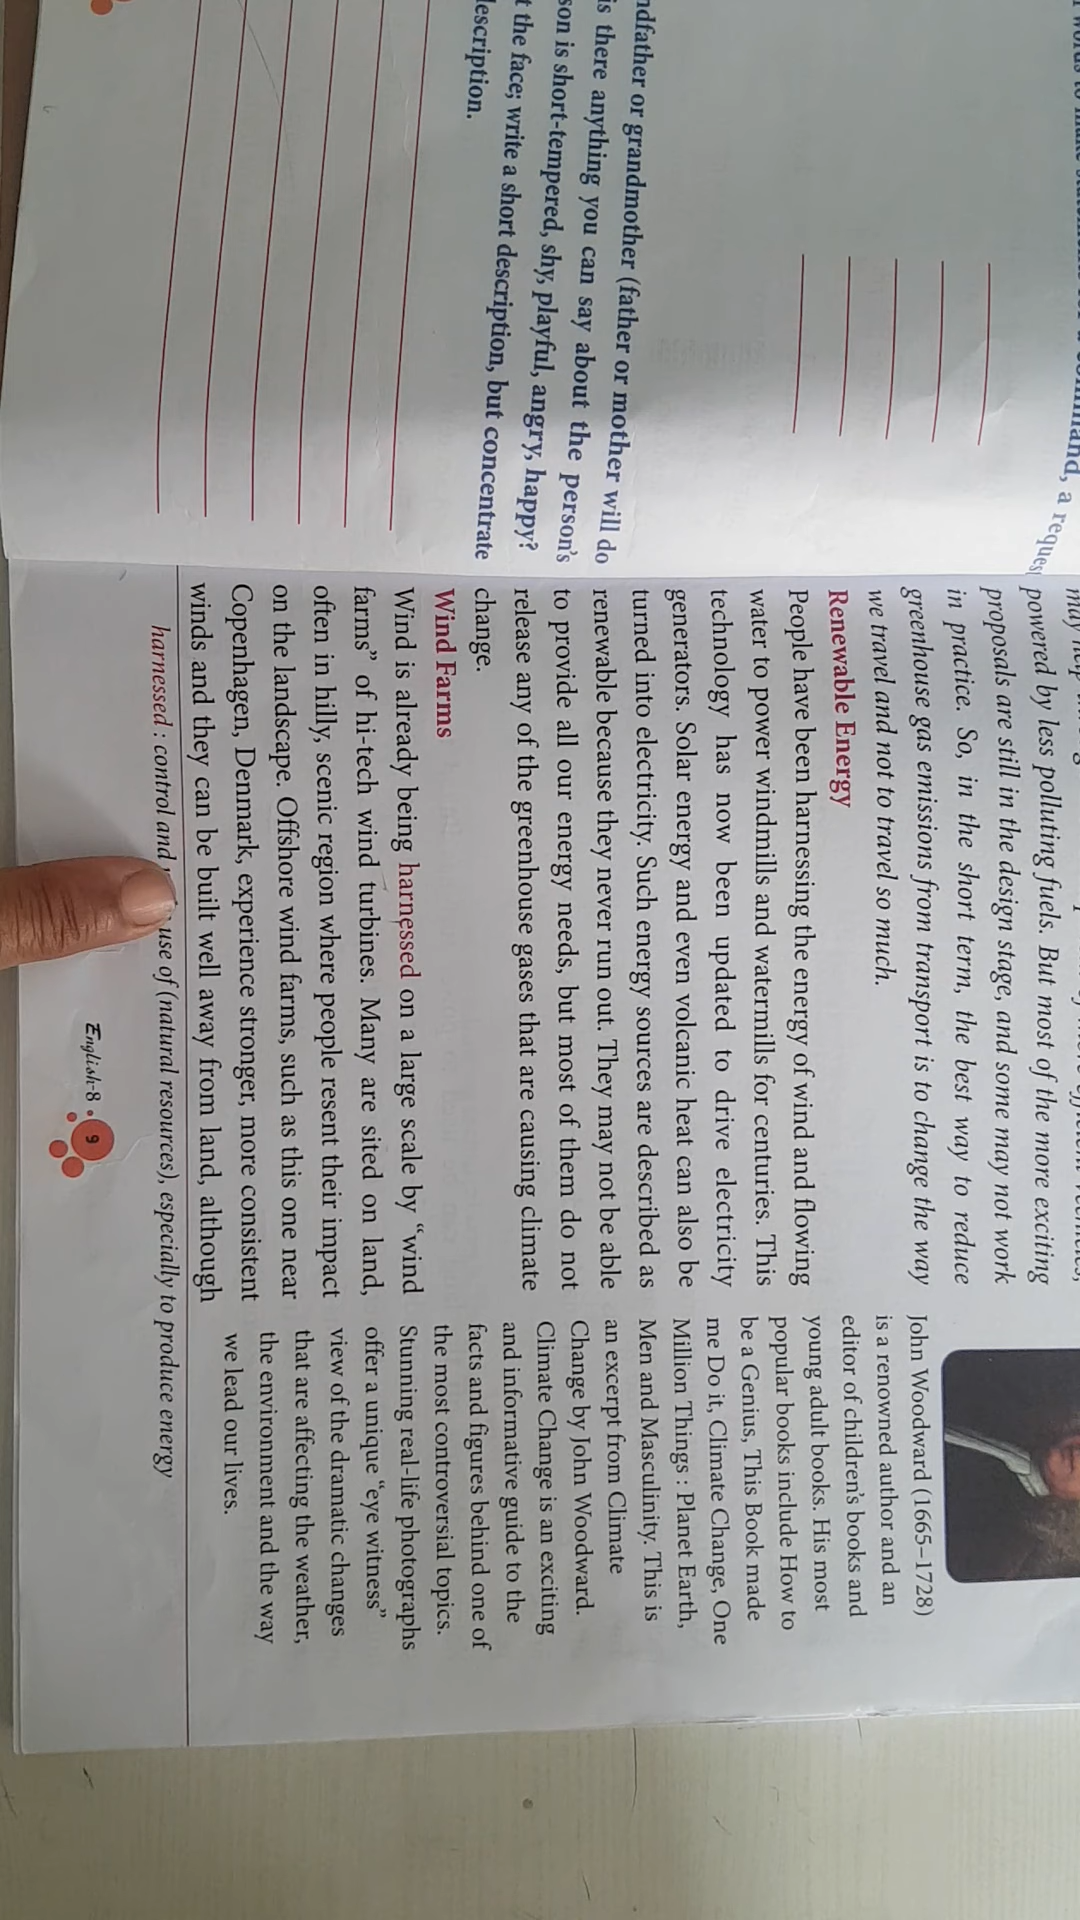 mand, a request
ndfather or grandmother (father or mother will do
is there anything you can say about the person's
son is short-tempered, shy, playful, angry, happy?
t the face; write a short description, but concentrate
description.
powered by less polluting fuels. But most of the more exciting
proposals are still in the design stage, and some may not work
in practice. So, in the short term, the best way to reduce
greenhouse gas emissions from transport is to change the way
we travel and not to travel so much.
Renewable Energy
People have been harnessing the energy of wind and flowing
water to power windmills and watermills for centuries. This
technology has now been updated to drive electricity
generators. Solar energy and even volcanic heat can also be
turned into electricity. Such energy sources are described as
renewable because they never run out. They may not be able
to provide all our energy needs, but most of them do not
release any of the greenhouse gases that are causing climate
change.
Wind Farms
Wind is already being harnessed on a large scale by “wind
farms” of hi-tech wind turbines. Many are sited on land,
often in hilly, scenic region where people resent their impact
on the landscape. Offshore wind farms, such as this one near
Copenhagen, Denmark, experience stronger, more consistent
winds and they can be built well away from land, although
John Woodward (1665–1728)
is a renowned author and an
editor of children's books and
young adult books. His most
popular books include How to
be a Genius, This Book made
me Do it, Climate Change, One
Million Things : Planet Earth,
Men and Masculinity. This is
an excerpt from Climate
Change by John Woodward.
Climate Change is an exciting
and informative guide to the
facts and figures behind one of
the most controversial topics.
Stunning real-life photographs
offer a unique “eye witness”
view of the dramatic changes
that are affecting the weather,
the environment and the way
we lead our lives.
harnessed : control and use of (natural resources), especially to produce energy
English-8
9